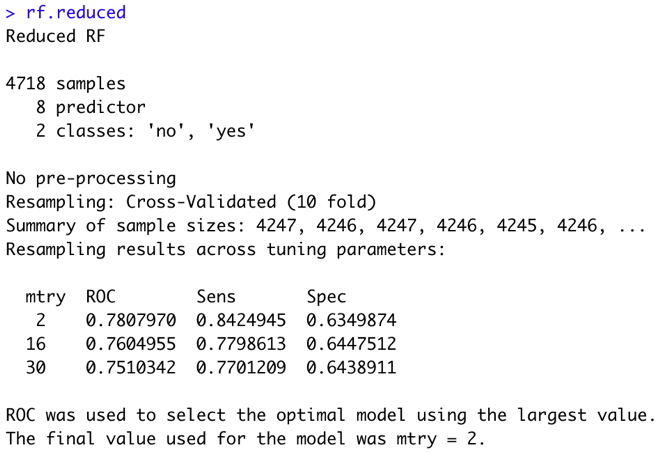 > rf.reduced
Reduced RF

4718 samples
   8 predictor
   2 classes: 'no', 'yes'

No pre-processing
Resampling: Cross-Validated (10 fold)
Summary of sample sizes: 4247, 4246, 4247, 4246, 4245, 4246, ...
Resampling results across tuning parameters:

  mtry  ROC        Sens       Spec
   2    0.7807970  0.8424945  0.6349874
  16    0.7604955  0.7798613  0.6447512
  30    0.7510342  0.7701209  0.6438911

ROC was used to select the optimal model using the largest value.
The final value used for the model was mtry = 2.